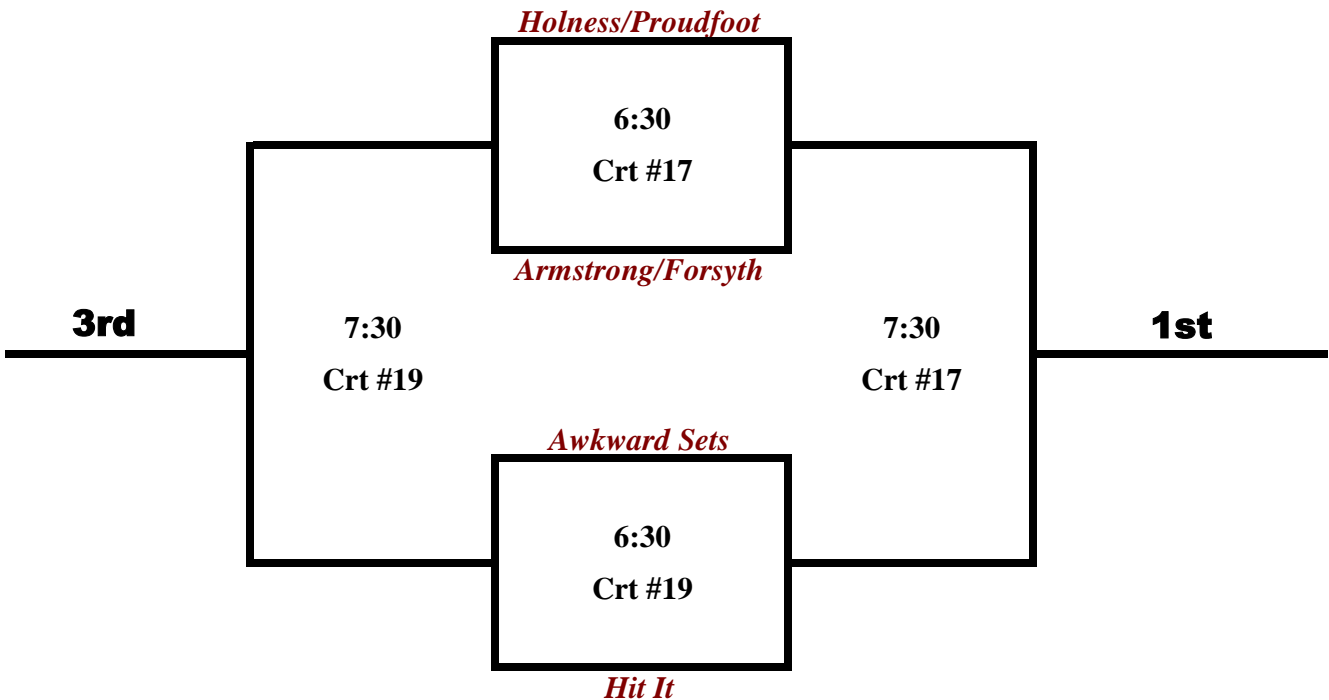 Holness/Proudfoot
6:30
Crt #17
Armstrong/Forsyth
3rd
7:30
Crt #19
7:30
Crt #17
1st
Awkward Sets
6:30
Crt #19
Hit It